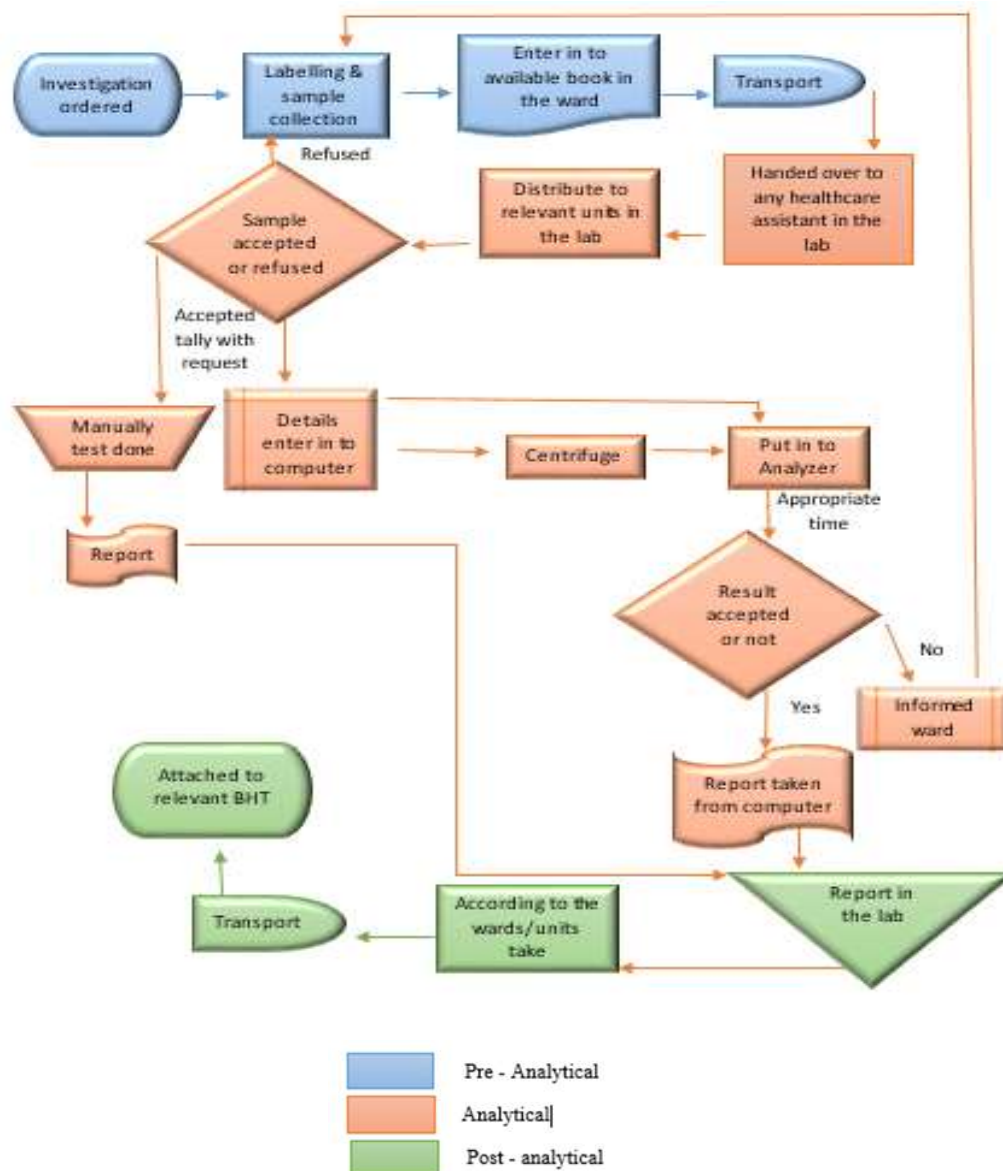 Investigation
ordered
Labelling &
sample
collection
Enter in to
available book in
the ward
Transport
Refused
Handed over to
any healthcare
assistant in the
lab
Distribute to
relevant units in
the lab
Sample
accepted
or refused
Accepted
tally with
request
Manually
test done
Details
enter in to
computer
Centrifuge
Put in to
Analyzer
Appropriate
time
Report
Result
accepted
or not
No
Yes
Informed
ward
Attached to
relevant BHT
Report taken
from computer
Transport
According to the
wards/units
take
Report in
the lab
Pre - Analytical
Analytical
Post - analytical